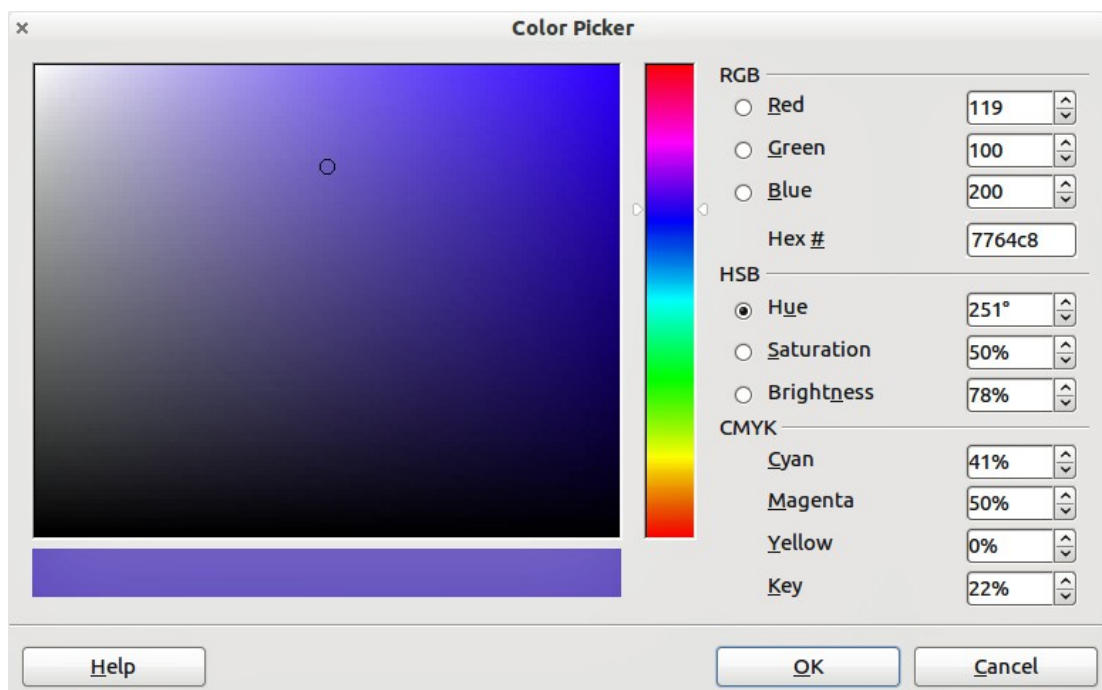 Color Picker
RGB
Red 119
Green 100
Blue 200
Hex # 7764c8
HSB
Hue 251°
Saturation 50%
Brightness 78%
CMYK
Cyan 41%
Magenta 50%
Yellow 0%
Key 22%
Help OK Cancel